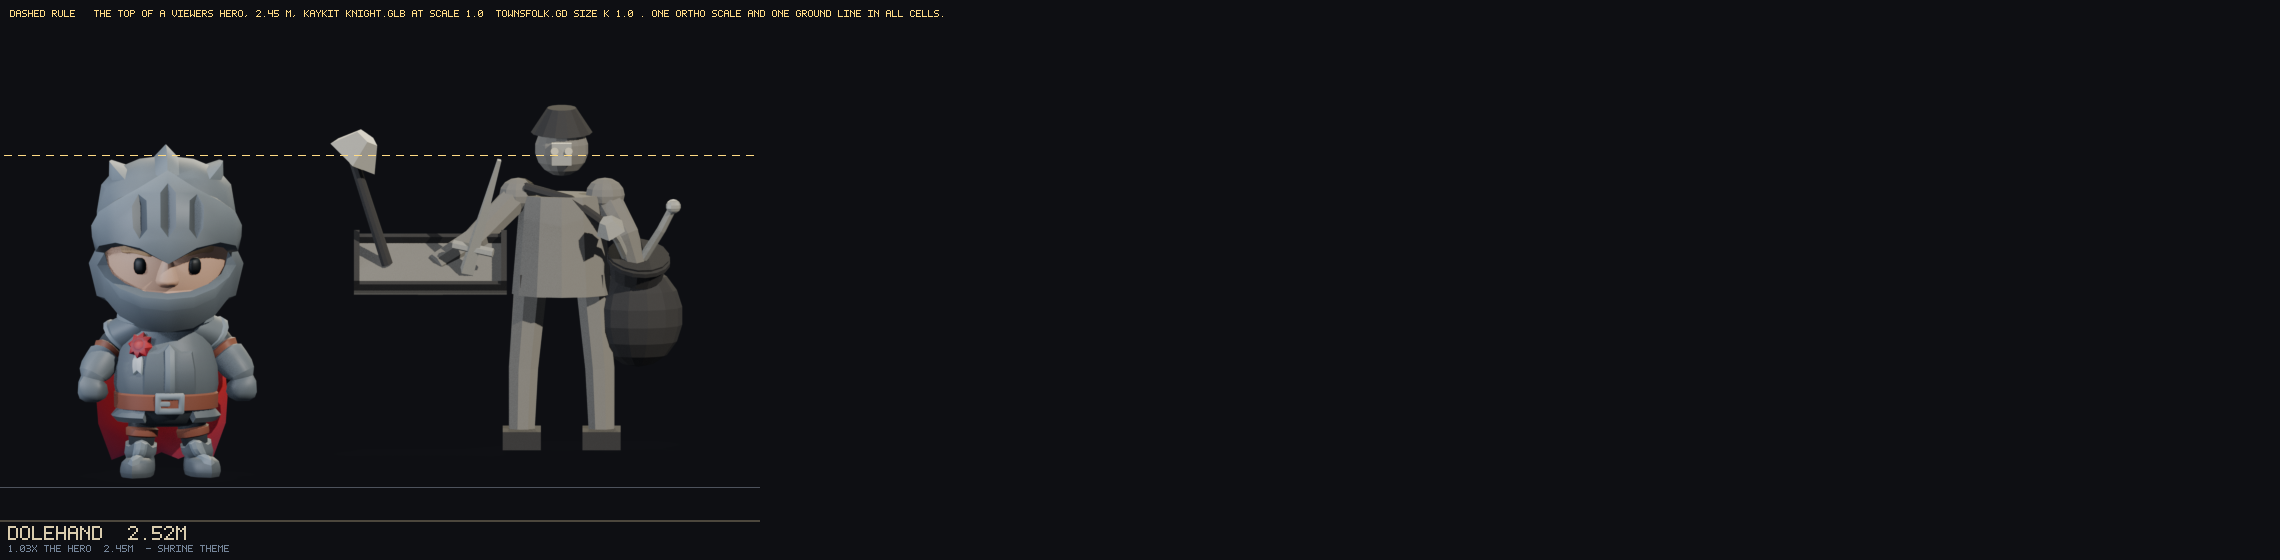 DASHED RULE THE TOP OF A VIEWERS HERO, 2.45 M, KAYKIT KNIGHT.GLB AT SCALE 1.0 TOWNSFOLK.GD SIZE K 1.0 . ONE ORTHO SCALE AND ONE GROUND LINE IN ALL CELLS.
DOLEHAND 2.52M
1.03X THE HERO 2.45M - SHRINE THEME